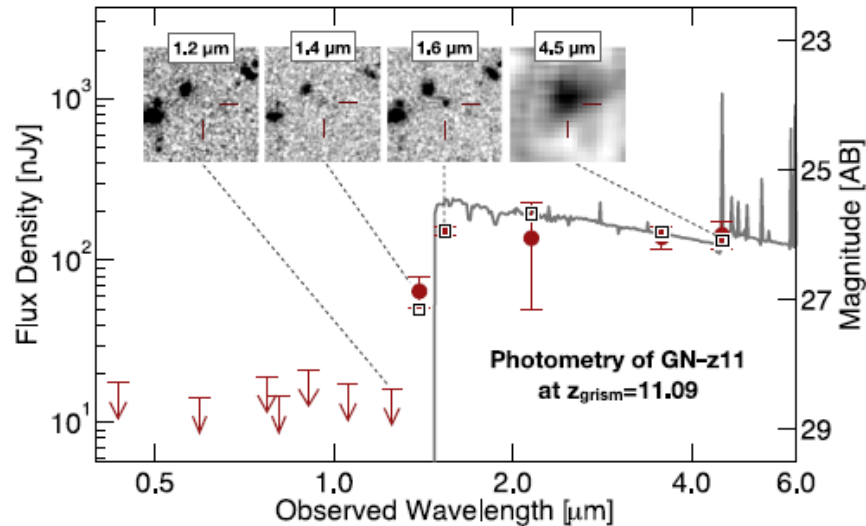 1.2 μm
1.4 μm
1.6 μm
4.5 μm
Flux Density [nJy]
10³
10²
10¹
Magnitude [AB]
23
25
27
29
Photometry of GN–z11
at z_grism=11.09
0.5
1.0
2.0
4.0
6.0
Observed Wavelength [μm]